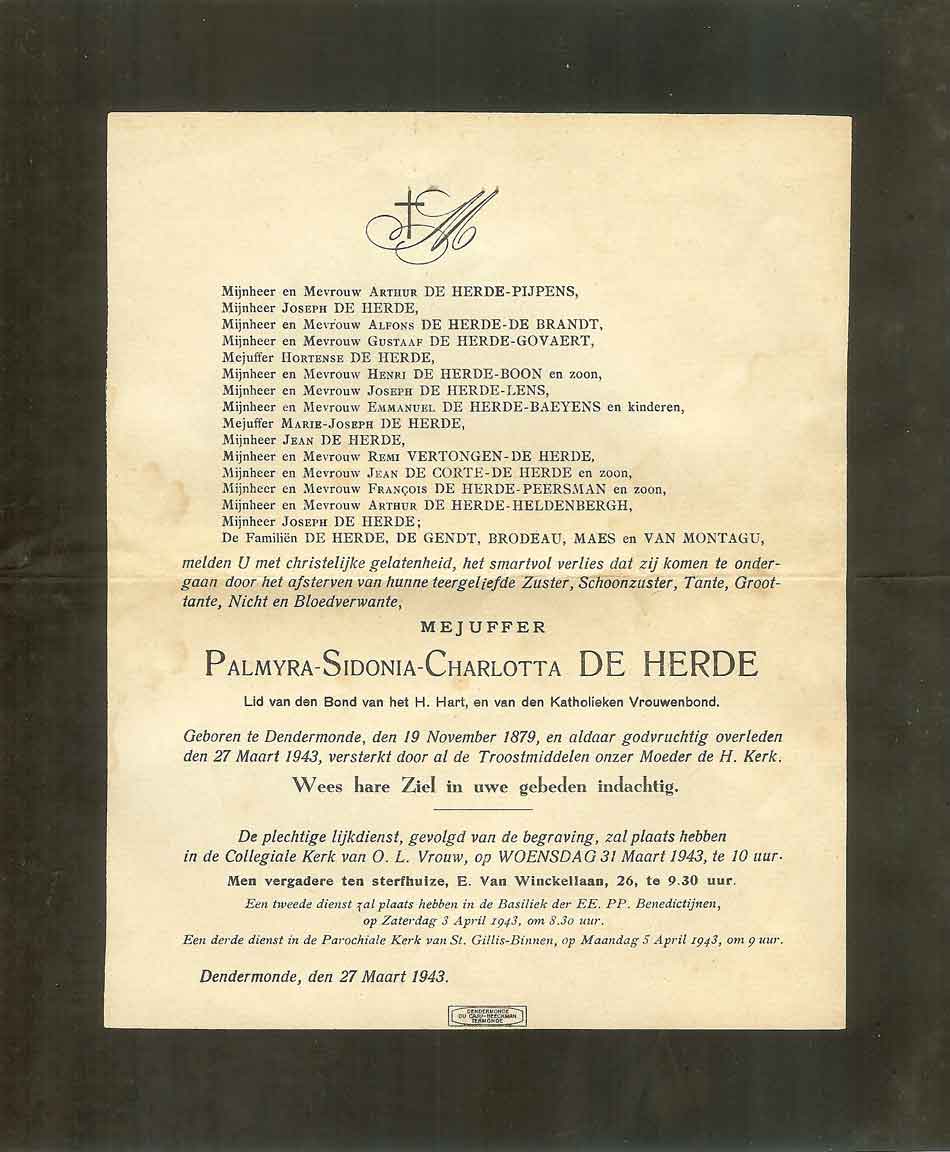 M
Mijnheer en Mevrouw ARTHUR DE HERDE-PIJPENS,
Mijnheer JOSEPH DE HERDE,
Mijnheer en Mevrouw ALFONS DE HERDE-DE BRANDT,
Mijnheer en Mevrouw GUSTAAF DE HERDE-GOVAERT,
Mejuffer HORTENSE DE HERDE,
Mijnheer en Mevrouw HENRI DE HERDE-BOON en zoon,
Mijnheer en Mevrouw JOSEPH DE HERDE-LENS,
Mijnheer en Mevrouw EMMANUEL DE HERDE-BAEYENS en kinderen,
Mejuffer MARIE-JOSEPH DE HERDE,
Mijnheer JEAN DE HERDE,
Mijnheer en Mevrouw REMI VERTONGEN-DE HERDE,
Mijnheer en Mevrouw JEAN DE CORTE-DE HERDE en zoon,
Mijnheer en Mevrouw FRANÇOIS DE HERDE-PEERSMAN en zoon,
Mijnheer en Mevrouw ARTHUR DE HERDE-HELDENBERGH,
Mijnheer JOSEPH DE HERDE;
De Familiën DE HERDE, DE GENDT, BRODEAU, MAES en VAN MONTAGU,
melden U met christelijke gelatenheid, het smartvol verlies dat zij komen te onder-
gaan door het afsterven van hunne teergeliefde Zuster, Schoonzuster, Tante, Groot-
tante, Nicht en Bloedverwante,
MEJUFFER
PALMYRA-SIDONIA-CHARLOTTA DE HERDE
Lid van den Bond van het H. Hart, en van den Katholieken Vrouwenbond.
Geboren te Dendermonde, den 19 November 1879, en aldaar godvruchtig overleden
den 27 Maart 1943, versterkt door al de Troostmiddelen onzer Moeder de H. Kerk.
Wees hare Ziel in uwe gebeden indachtig.
De plechtige lijkdienst, gevolgd van de begraving, zal plaats hebben
in de Collegiale Kerk van O. L. Vrouw, op WOENSDAG 31 Maart 1943, te 10 uur.
Men vergadere ten sterfhuize, E. Van Winckellaan, 26, te 9.30 uur.
Een tweede dienst zal plaats hebben in de Basiliek der EE. PP. Benedictijnen,
op Zaterdag 3 April 1943, om 8.30 uur.
Een derde dienst in de Parochiale Kerk van St. Gillis-Binnen, op Maandag 5 April 1943, om 9 uur.
Dendermonde, den 27 Maart 1943.
DENDERMONDE
DU CAJU-BEECKMAN
TERMONDE